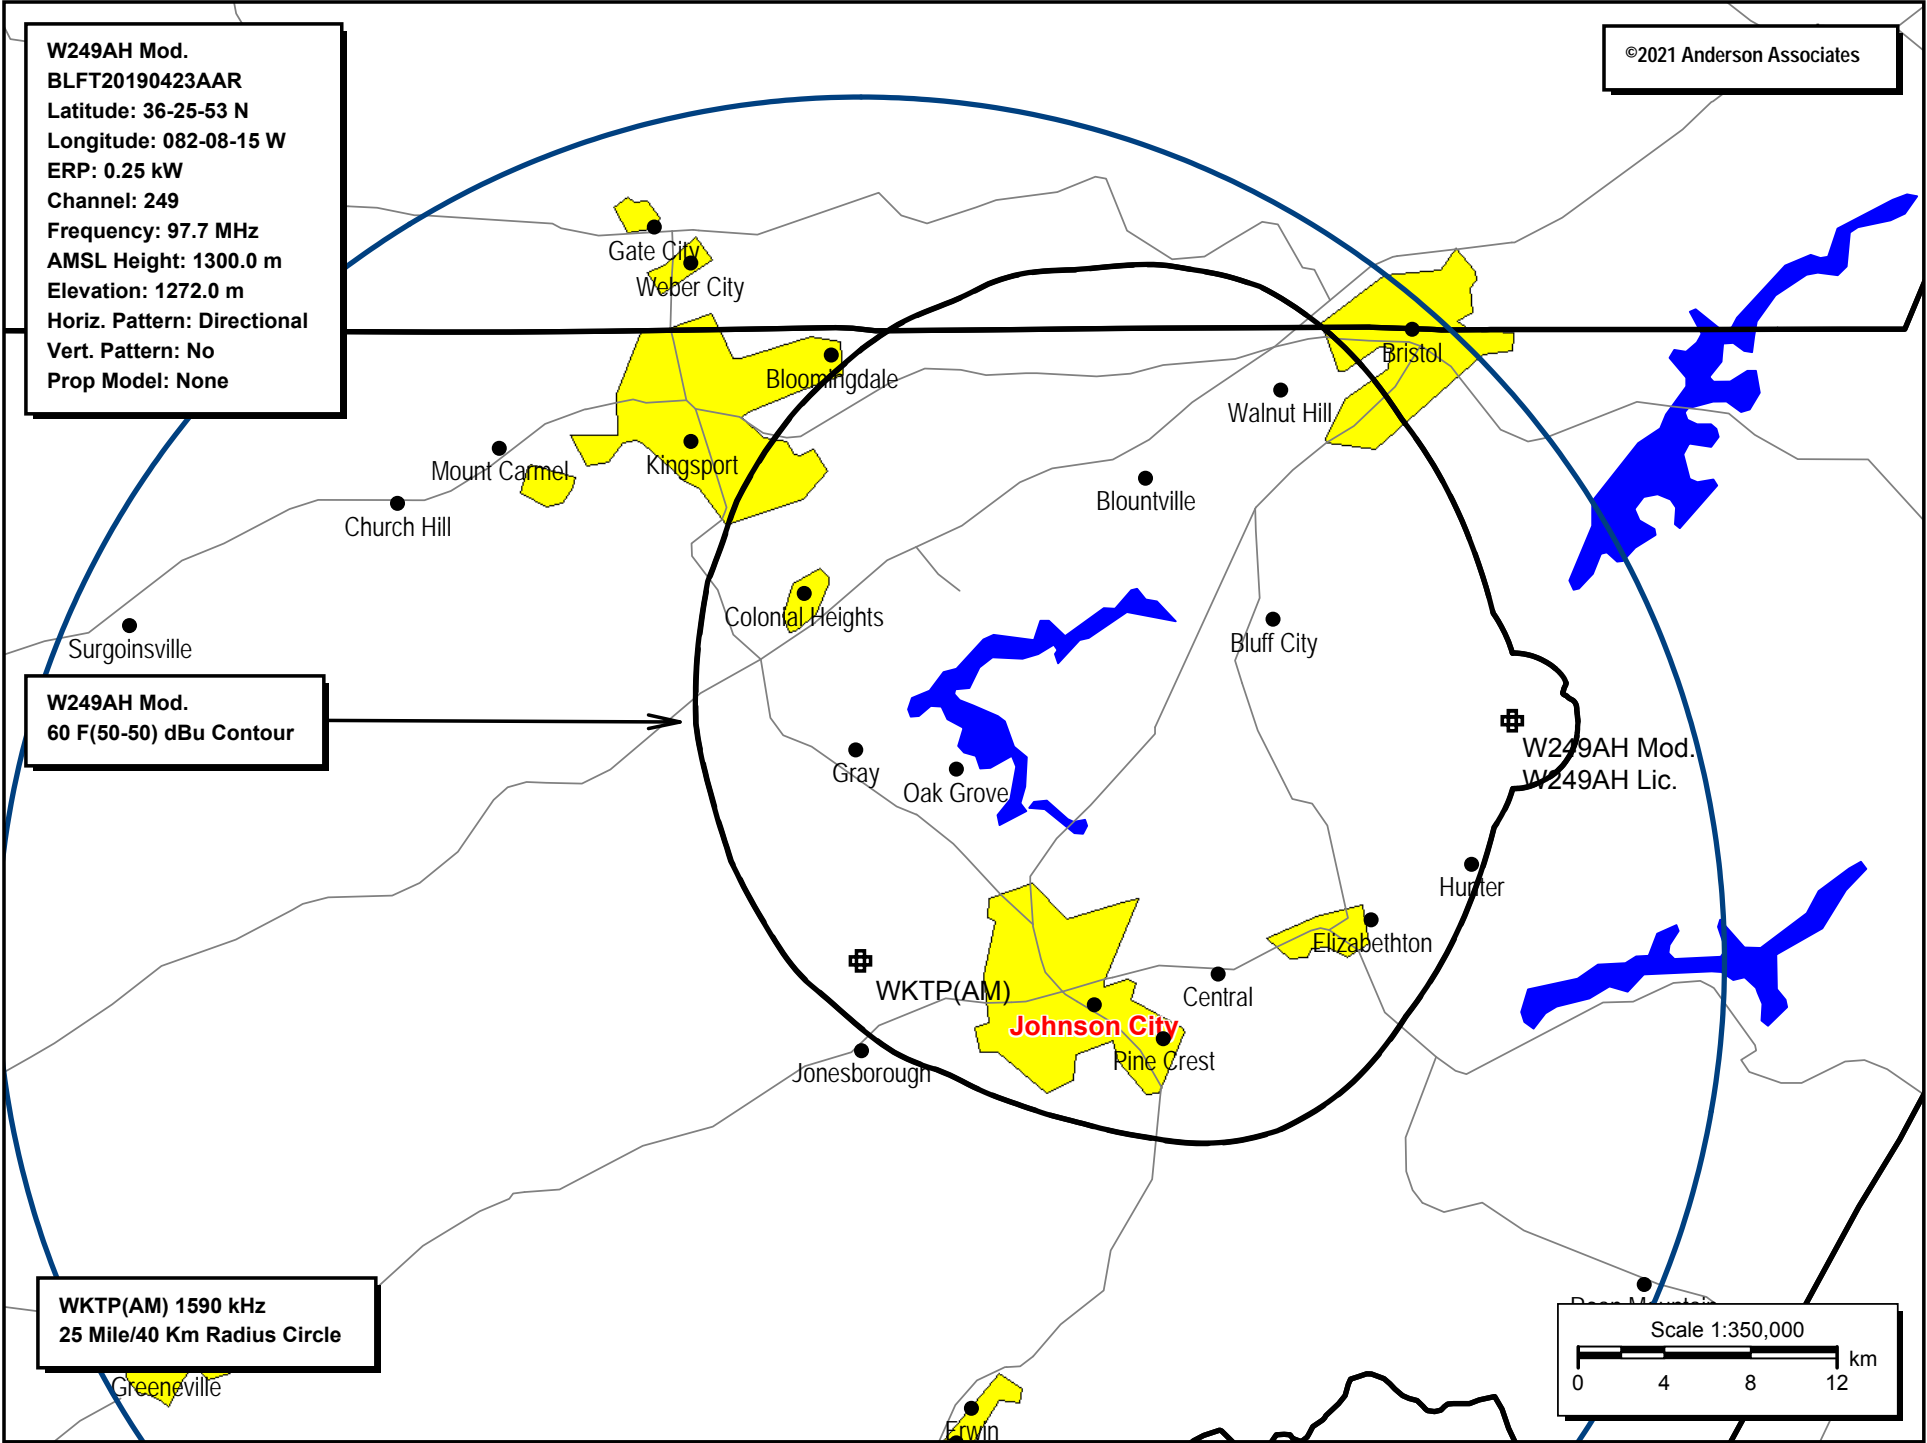 W249AH Mod.
BLFT20190423AAR
Latitude: 36-25-53 N
Longitude: 082-08-15 W
ERP: 0.25 kW
Channel: 249
Frequency: 97.7 MHz
AMSL Height: 1300.0 m
Elevation: 1272.0 m
Horiz. Pattern: Directional
Vert. Pattern: No
Prop Model: None
©2021 Anderson Associates
Gate City
Weber City
Bristol
Bloomingdale
Walnut Hill
Mount Carmel
Kingsport
Blountville
Church Hill
Colonial Heights
Bluff City
Surgoinsville
W249AH Mod.
60 F(50-50) dBu Contour
W249AH Mod.
W249AH Lic.
Gray
Oak Grove
Hunter
Elizabethton
WKTP(AM)
Central
Johnson City
Pine Crest
Jonesborough
WKTP(AM) 1590 kHz
25 Mile/40 Km Radius Circle
Greeneville
Erwin
Scale 1:350,000
km
0 4 8 12